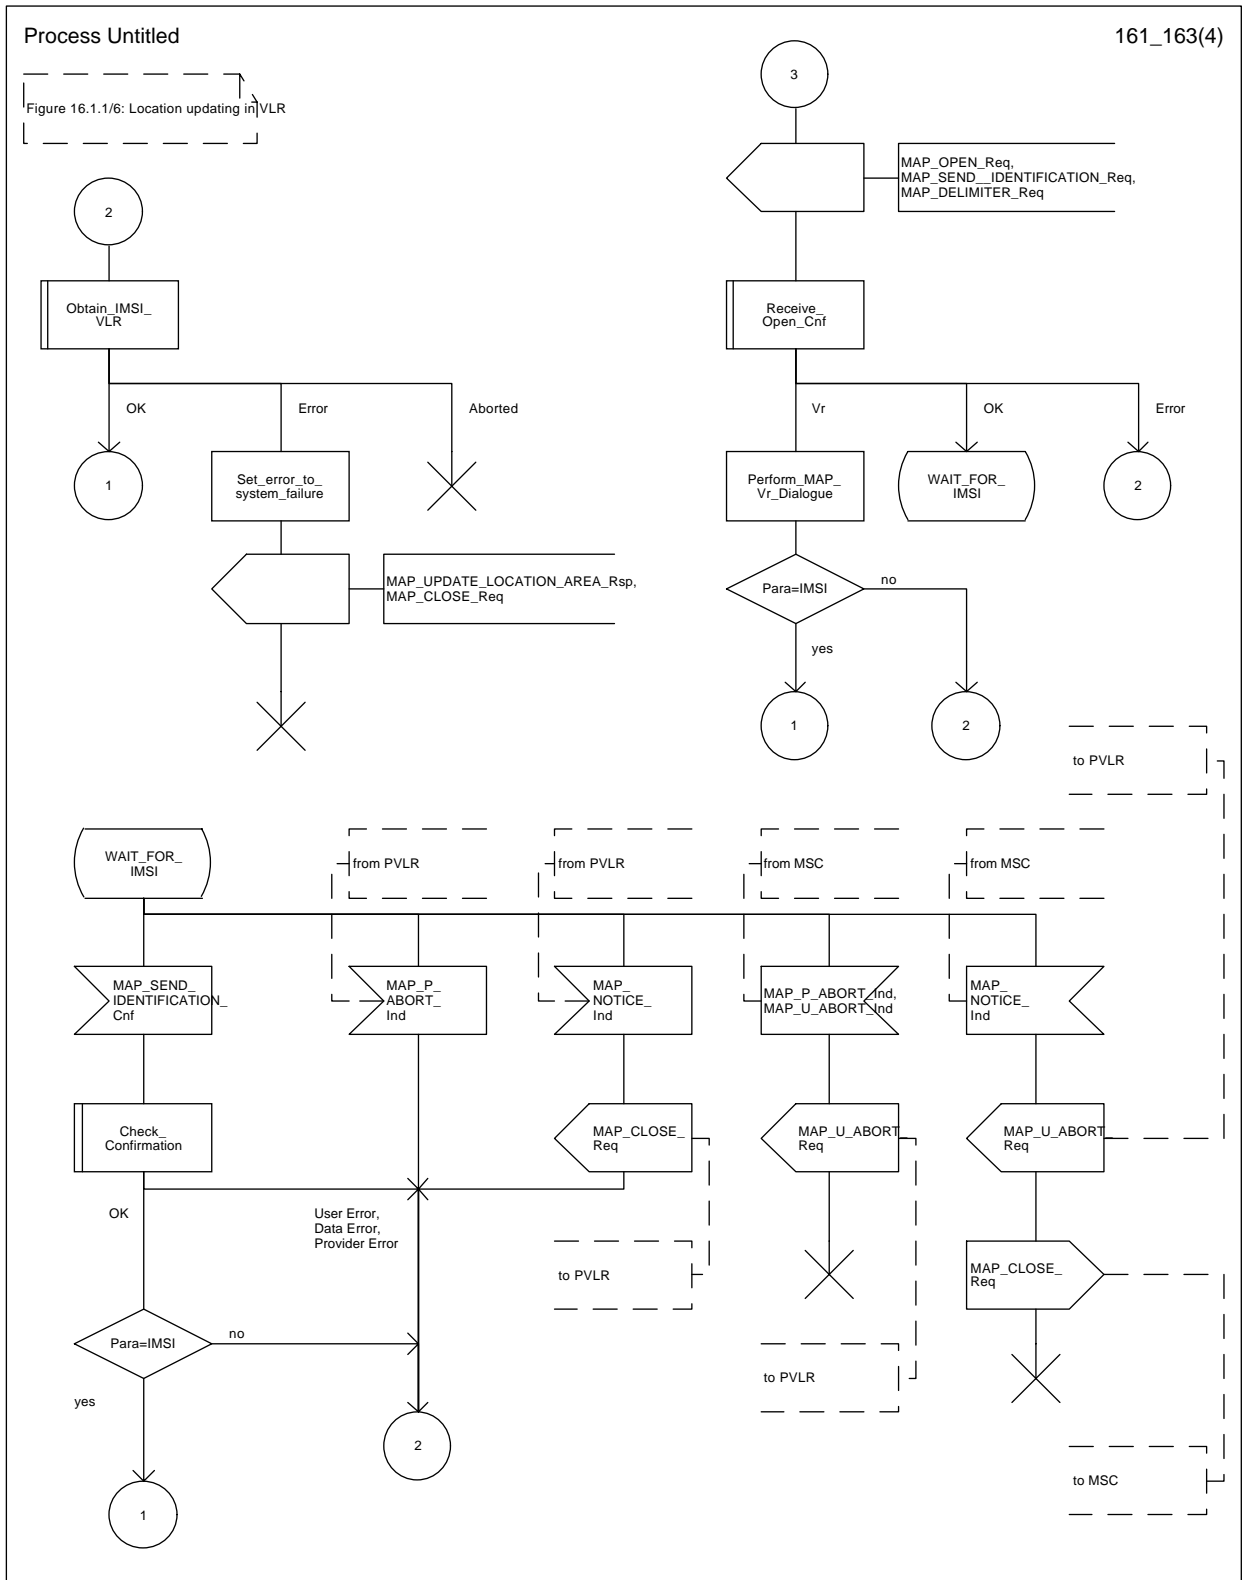 Process Untitled
161_163(4)
Figure 16.1.1/6: Location updating in VLR
3
MAP_OPEN_Req,
MAP_SEND__IDENTIFICATION_Req,
MAP_DELIMITER_Req
2
Obtain_IMSI_
VLR
Receive_
Open_Cnf
OK
Error
Aborted
Vr
OK
Error
1
Set_error_to_
system_failure
Perform_MAP_
Vr_Dialogue
WAIT_FOR_
IMSI
2
MAP_UPDATE_LOCATION_AREA_Rsp,
MAP_CLOSE_Req
Para=IMSI
no
yes
1
2
to PVLR
WAIT_FOR_
IMSI
from PVLR
from PVLR
from MSC
from MSC
MAP_SEND_
IDENTIFICATION_
Cnf
MAP_P_
ABORT_
Ind
MAP_
NOTICE_
Ind
MAP_P_ABORT_Ind,
MAP_U_ABORT_Ind
MAP_
NOTICE_
Ind
Check_
Confirmation
MAP_CLOSE_
Req
MAP_U_ABORT_
Req
MAP_U_ABORT_
Req
OK
User Error,
Data Error,
Provider Error
to PVLR
MAP_CLOSE_
Req
Para=IMSI
no
yes
to PVLR
2
to MSC
1